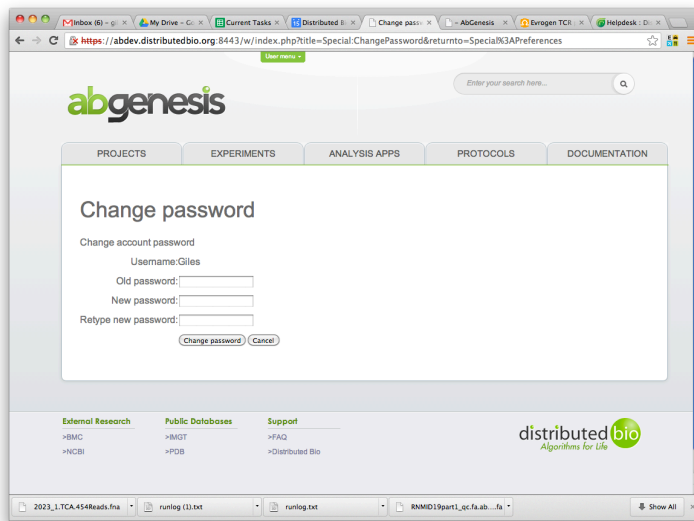 Inbox (6) – gi
My Drive – Go
Current Tasks
Distributed Bi
Change passw
– AbGenesis
Evrogen TCR
Helpdesk : Di
https://abdev.distributedbio.org:8443/w/index.php?title=Special:ChangePassword&returnto=Special%3APreferences
User menu
abgenesis
Enter your search here...
PROJECTS EXPERIMENTS ANALYSIS APPS PROTOCOLS DOCUMENTATION
Change password
Change account password
Username:Giles
Old password:
New password:
Retype new password:
Change password Cancel
External Research Public Databases Support
>BMC >IMGT >FAQ
>NCBI >PDB >Distributed Bio
distributed bio
Algorithms for Life
2023_1.TCA.454Reads.fna runlog (1).txt runlog.txt RNMID19part1_qc.fa.ab....fa Show All